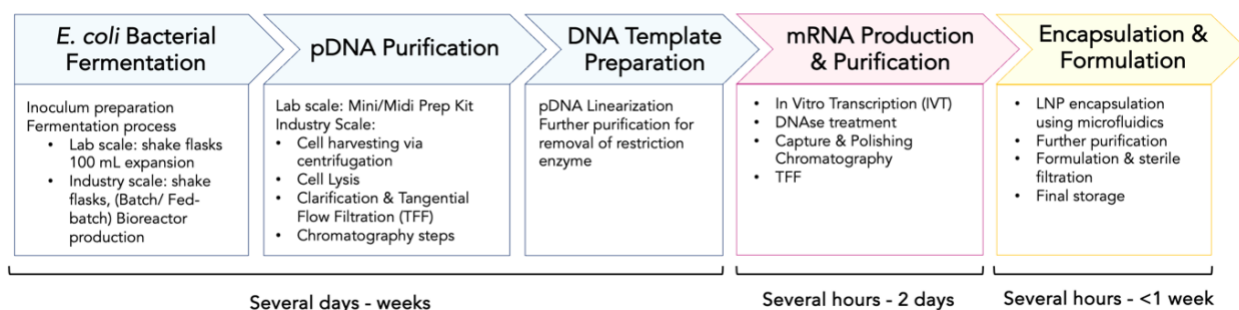 E. coli Bacterial
Fermentation
pDNA Purification
DNA Template
Preparation
mRNA Production
& Purification
Encapsulation &
Formulation
Inoculum preparation
Fermentation process
• Lab scale: shake flasks
100 mL expansion
• Industry scale: shake
flasks, (Batch/ Fed-
batch) Bioreactor
production
Lab scale: Mini/Midi Prep Kit
Industry Scale:
• Cell harvesting via
centrifugation
• Cell Lysis
• Clarification & Tangential
Flow Filtration (TFF)
• Chromatography steps
pDNA Linearization
Further purification for
removal of restriction
enzyme
• In Vitro Transcription (IVT)
• DNAse treatment
• Capture & Polishing
Chromatography
• TFF
• LNP encapsulation
using microfluidics
• Further purification
• Formulation & sterile
filtration
• Final storage
Several days - weeks
Several hours - 2 days
Several hours - <1 week